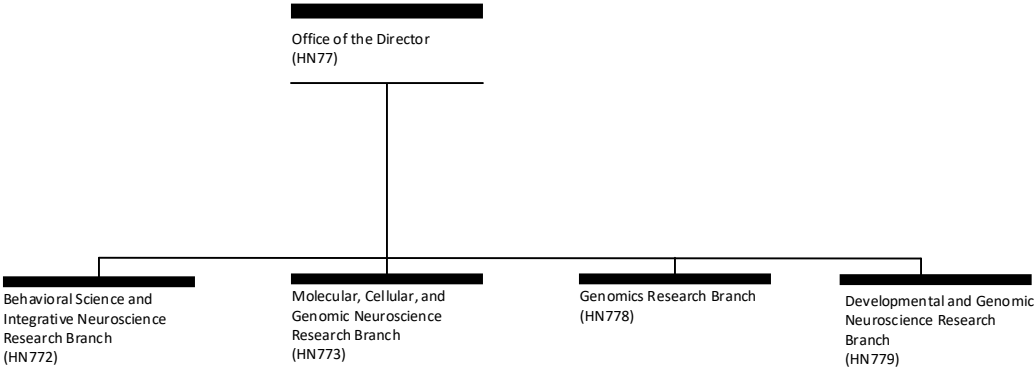 Office of the Director
(HN77)
Behavioral Science and
Integrative Neuroscience
Research Branch
(HN772)
Molecular, Cellular, and
Genomic Neuroscience
Research Branch
(HN773)
Genomics Research Branch
(HN778)
Developmental and Genomic
Neuroscience Research
Branch
(HN779)